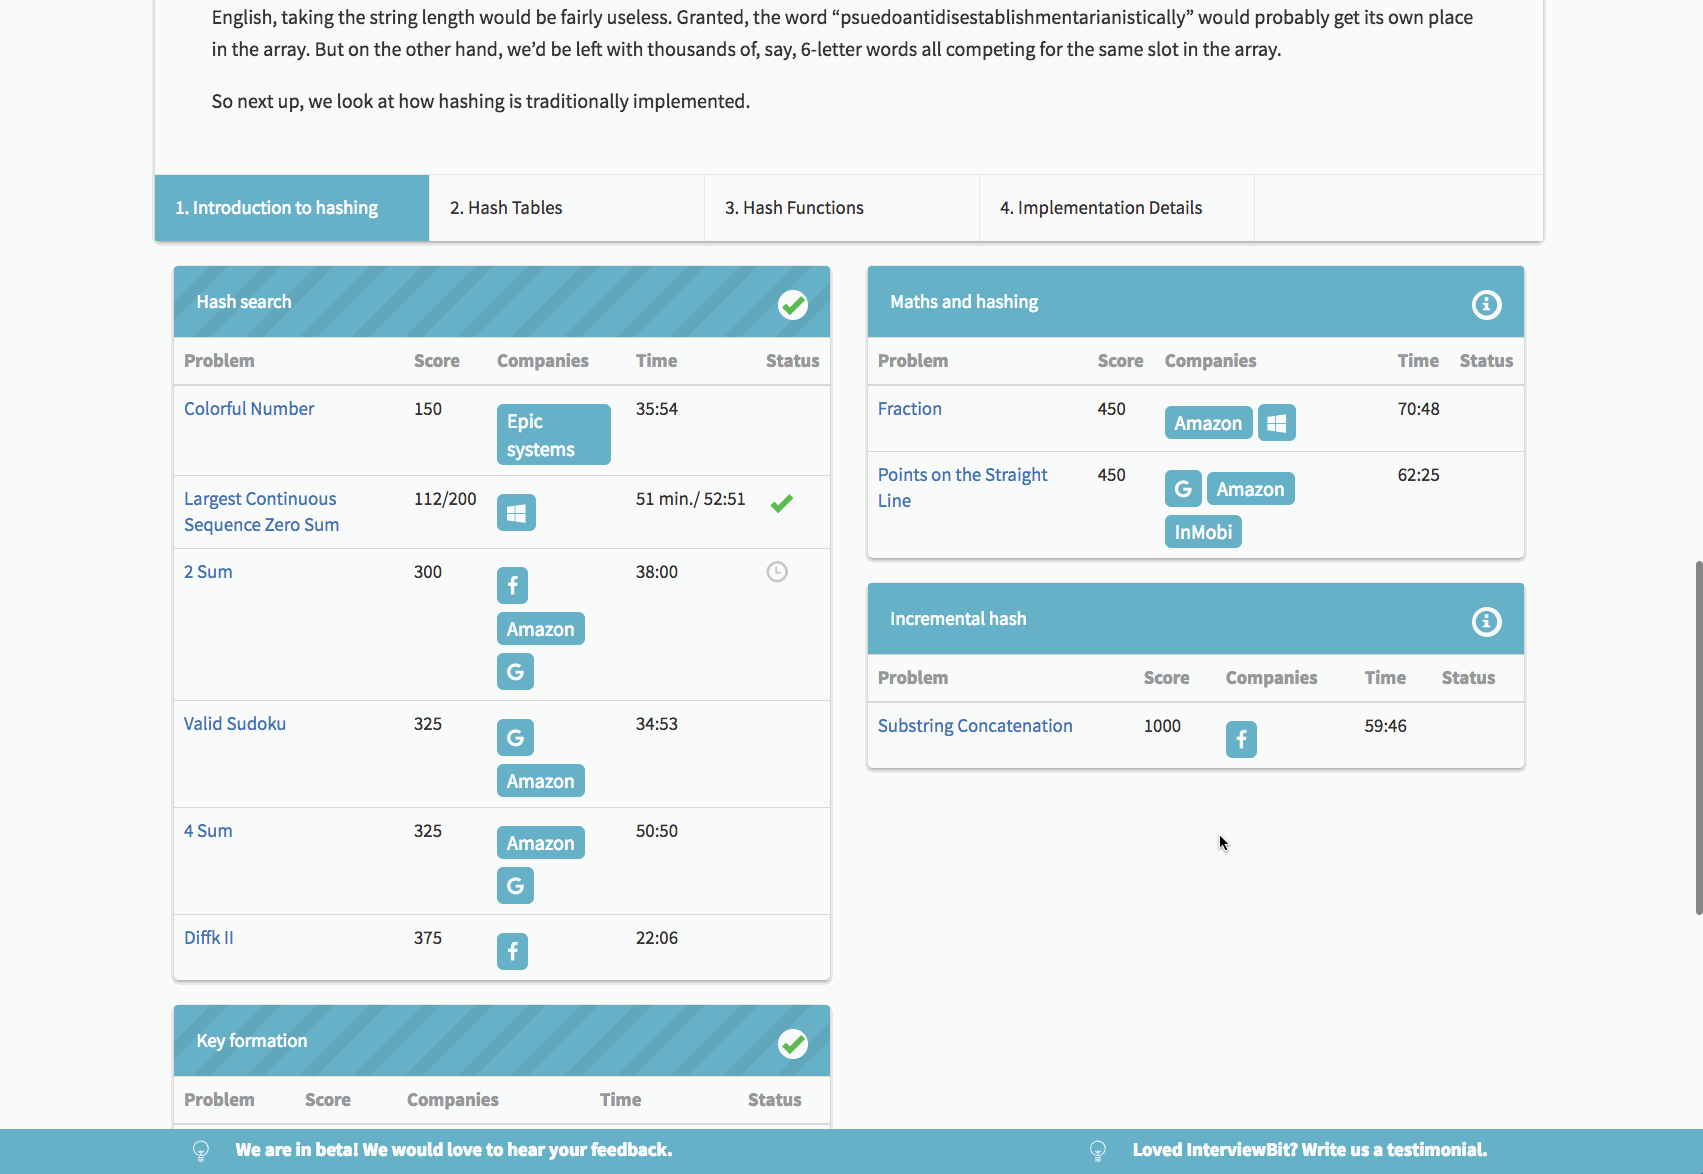 English, taking the string length would be fairly useless. Granted, the word “psuedoantidisestablishmentarianistically” would probably get its own place
in the array. But on the other hand, we’d be left with thousands of, say, 6-letter words all competing for the same slot in the array.
So next up, we look at how hashing is traditionally implemented.
1. Introduction to hashing 2. Hash Tables 3. Hash Functions 4. Implementation Details
Hash search
Problem Score Companies Time Status
Colorful Number 150 Epic systems 35:54
Largest Continuous
Sequence Zero Sum 112/200 51 min./ 52:51
2 Sum 300 f 38:00
Amazon
G
Valid Sudoku 325 G 34:53
Amazon
4 Sum 325 Amazon 50:50
G
Diffk II 375 f 22:06
Key formation
Problem Score Companies Time Status
Maths and hashing
Problem Score Companies Time Status
Fraction 450 Amazon 70:48
Points on the Straight
Line 450 G Amazon 62:25
InMobi
Incremental hash
Problem Score Companies Time Status
Substring Concatenation 1000 f 59:46
We are in beta! We would love to hear your feedback. Loved InterviewBit? Write us a testimonial.